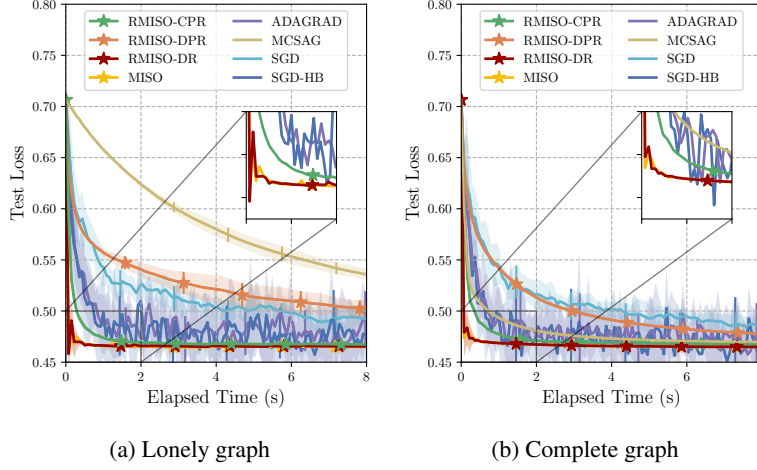 Test Loss
0.80
0.75
0.70
0.65
0.60
0.55
0.50
0.45
RMISO-CPR
RMISO-DPR
RMISO-DR
MISO
ADAGRAD
MCSAG
SGD
SGD-HB
0 2 4 6 8
Elapsed Time (s)
(a) Lonely graph
Test Loss
0.80
0.75
0.70
0.65
0.60
0.55
0.50
0.45
RMISO-CPR
RMISO-DPR
RMISO-DR
MISO
ADAGRAD
MCSAG
SGD
SGD-HB
0 2 4 6
Elapsed Time (s)
(b) Complete graph